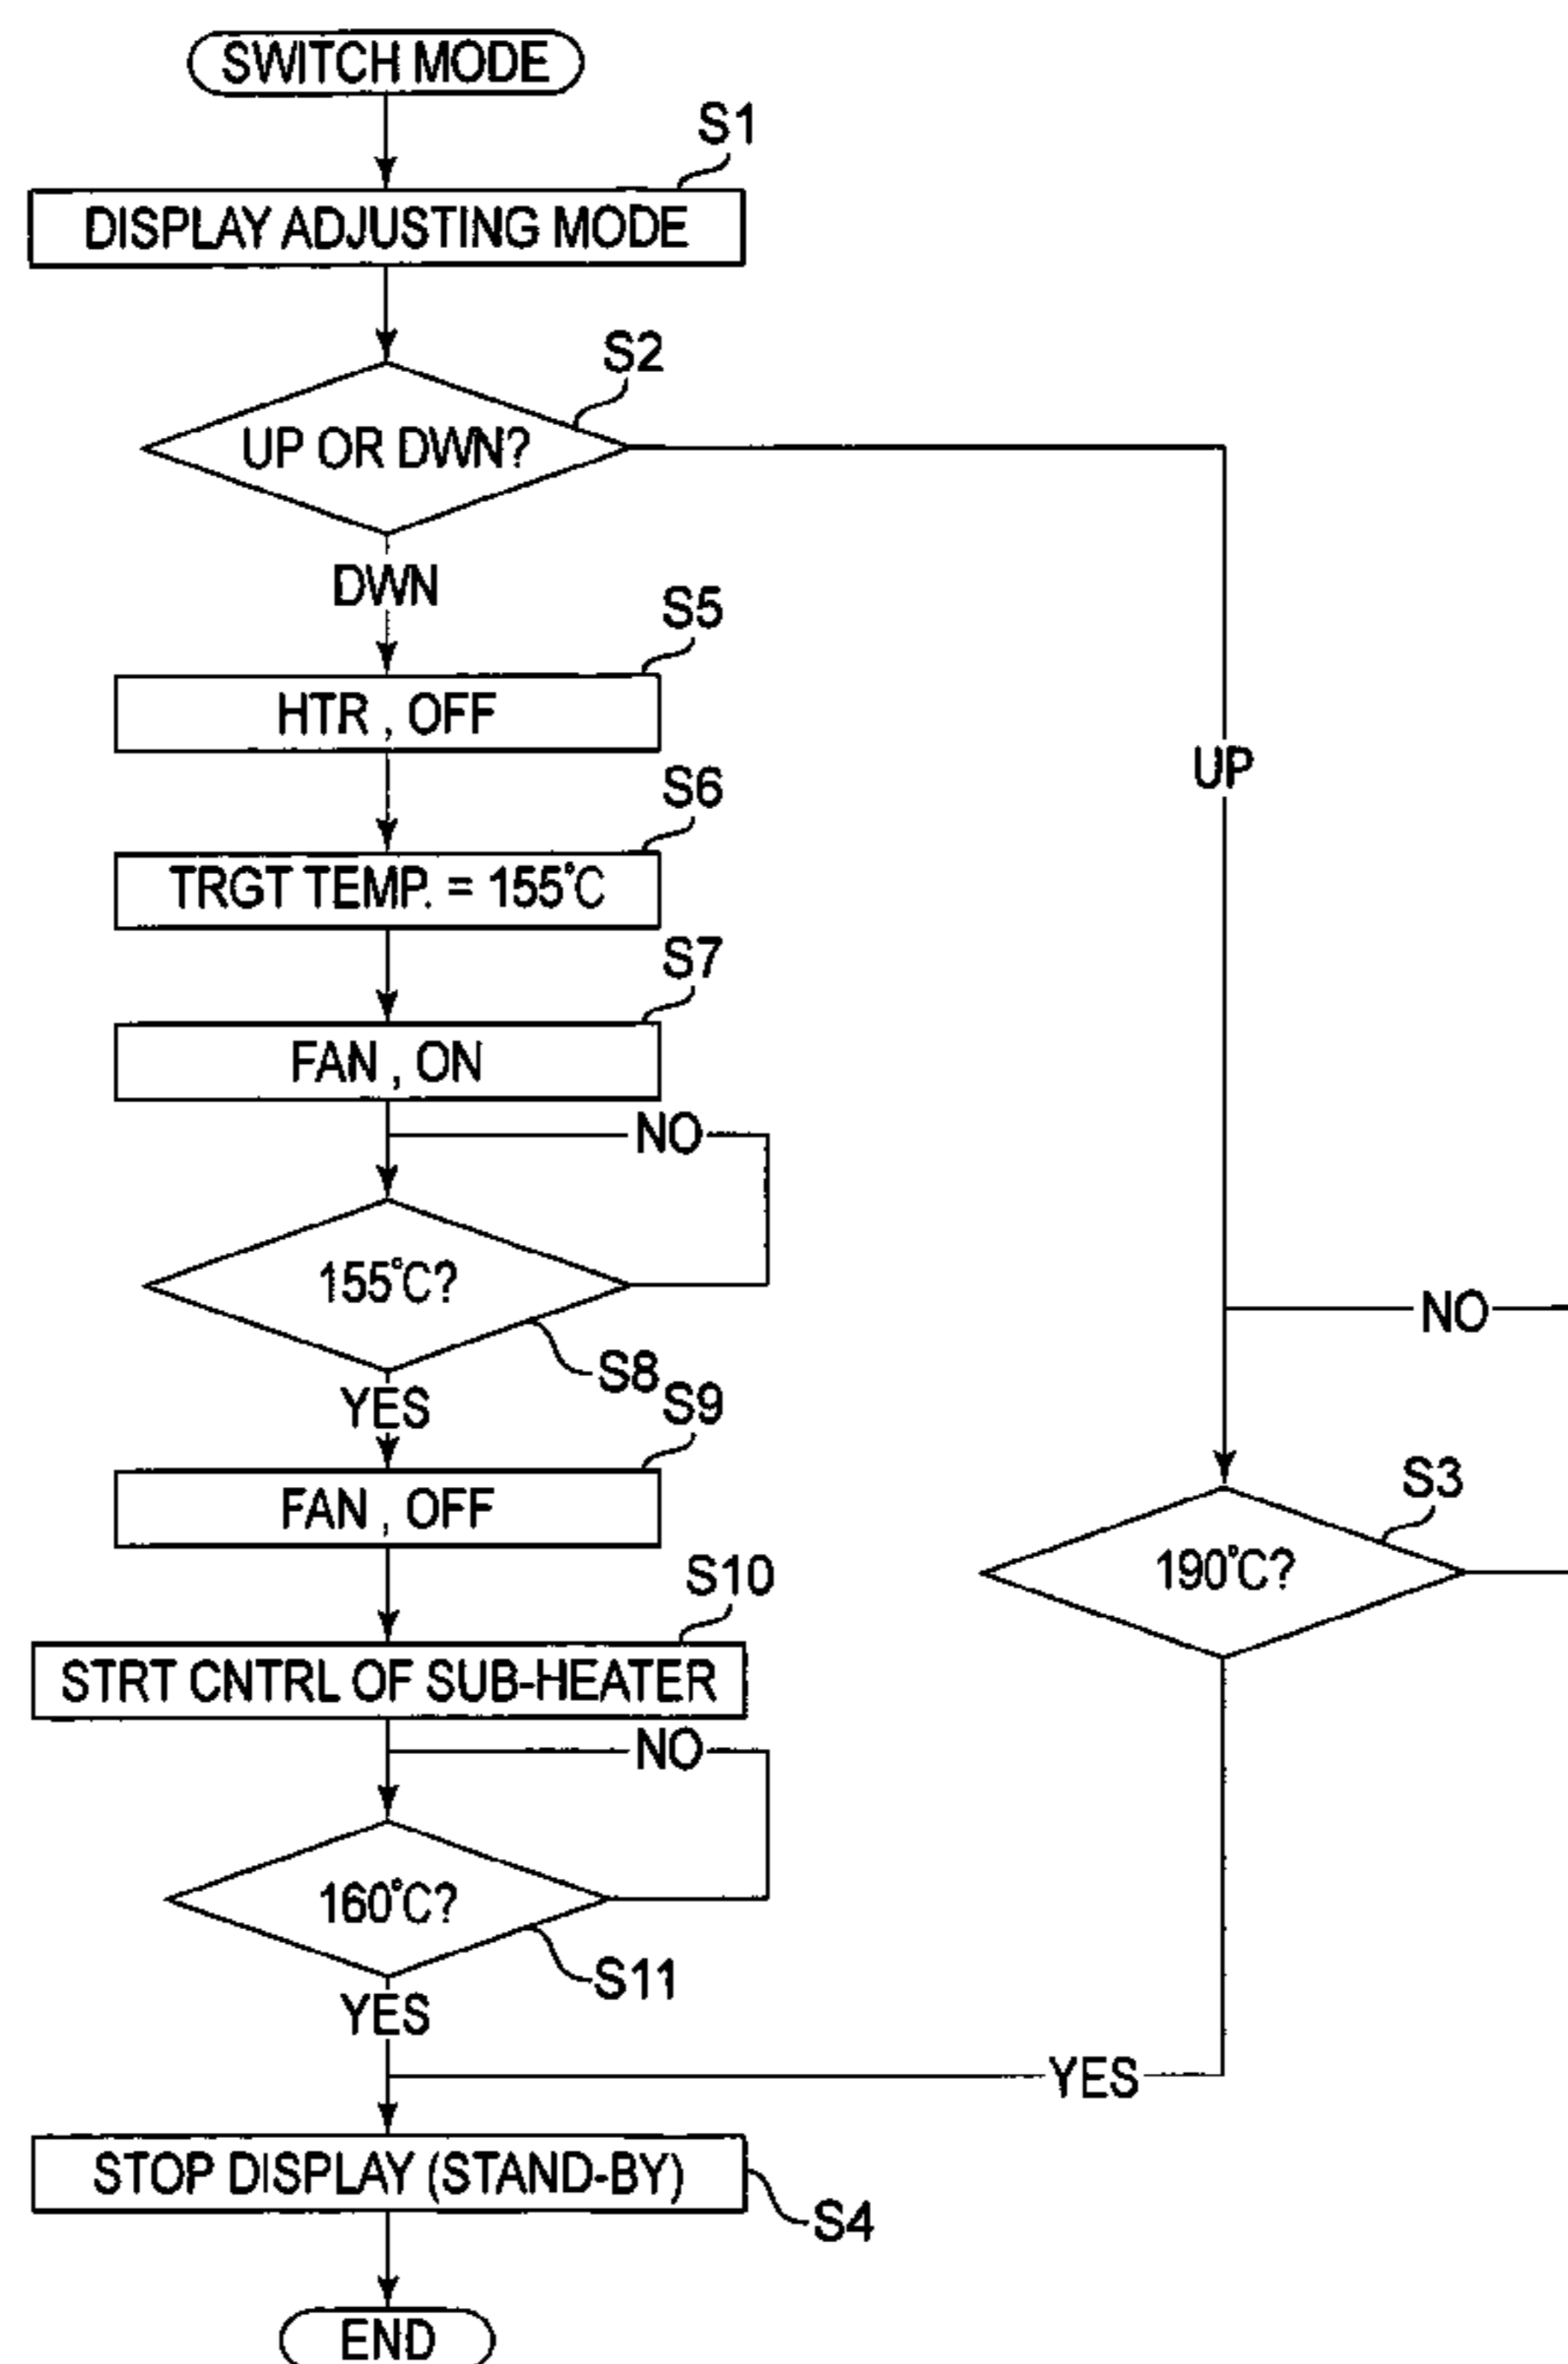 SWITCH MODE
S1
DISPLAY ADJUSTING MODE
S2
UP OR DWN?
DWN
S5
HTR , OFF
S6
UP
TRGT TEMP. = 155°C
S7
FAN , ON
NO
155°C?
NO
S8
YES
S9
S3
FAN , OFF
190°C?
S10
STRT CNTRL OF SUB-HEATER
NO
160°C?
S11
YES
YES
STOP DISPLAY (STAND-BY)
S4
END